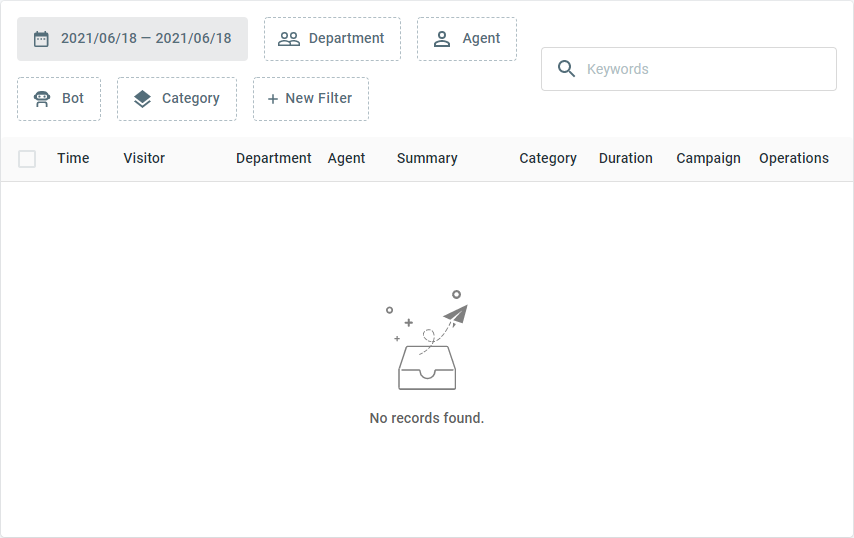 2021/06/18 — 2021/06/18 Department Agent
Keywords
Bot Category + New Filter
Time Visitor Department Agent Summary Category Duration Campaign Operations
No records found.